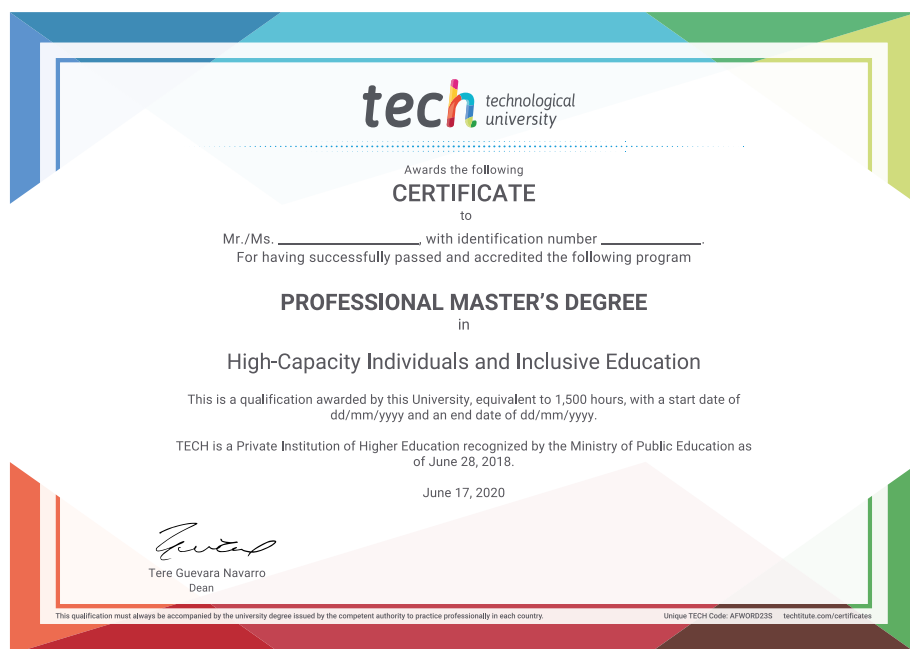 tech technological
university
Awards the following
CERTIFICATE
to
Mr./Ms. ____________________, with identification number ______________.
For having successfully passed and accredited the following program
PROFESSIONAL MASTER'S DEGREE
in
High-Capacity Individuals and Inclusive Education
This is a qualification awarded by this University, equivalent to 1,500 hours, with a start date of
dd/mm/yyyy and an end date of dd/mm/yyyy.
TECH is a Private Institution of Higher Education recognized by the Ministry of Public Education as
of June 28, 2018.
June 17, 2020
Tere Guevara Navarro
Dean
This qualification must always be accompanied by the university degree issued by the competent authority to practice professionally in each country.
Unique TECH Code: AFWORD23S techtitute.com/certificates